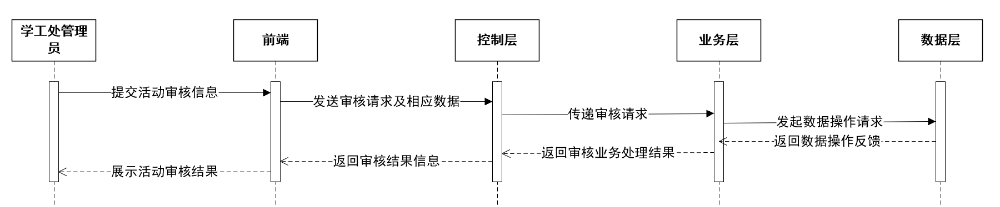 学工处管理
员
前端
控制层
业务层
数据层
提交活动审核信息
发送审核请求及相应数据
传递审核请求
发起数据操作请求
返回数据操作反馈
返回审核业务处理结果
返回审核结果信息
展示活动审核结果